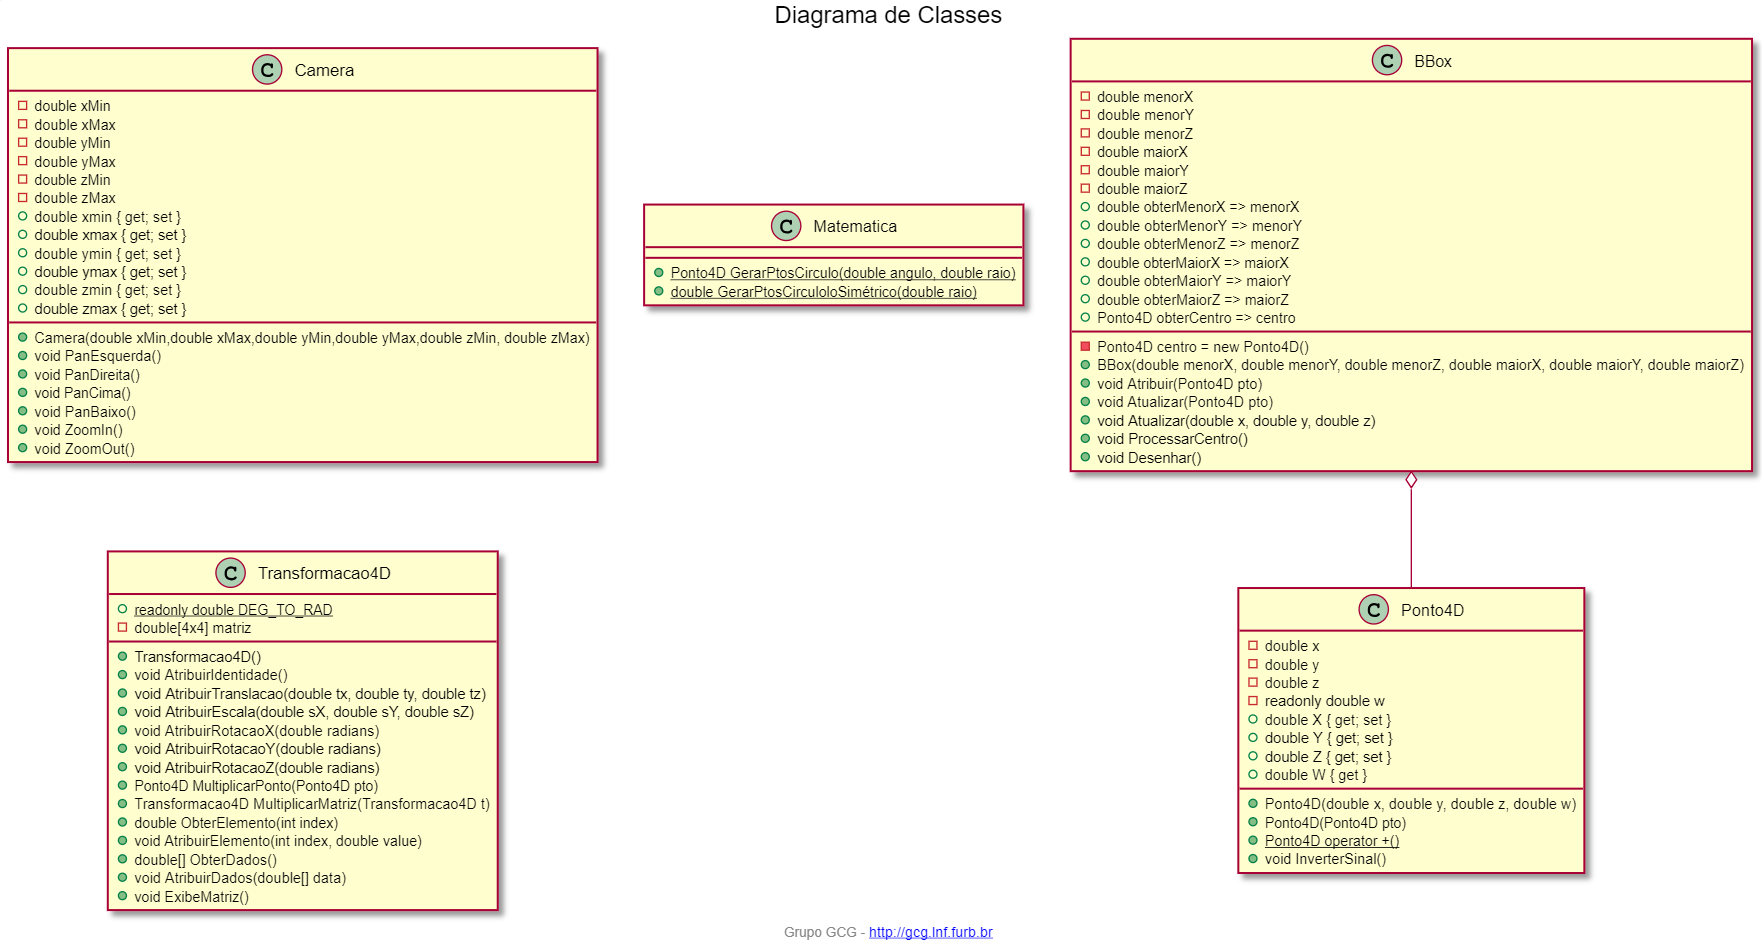 Diagrama de Classes
C Camera
double xMin
double xMax
double yMin
double yMax
double zMin
double zMax
double xmin { get; set }
double xmax { get; set }
double ymin { get; set }
double ymax { get; set }
double zmin { get; set }
double zmax { get; set }
Camera(double xMin,double xMax,double yMin,double yMax,double zMin, double zMax)
void PanEsquerda()
void PanDireita()
void PanCima()
void PanBaixo()
void ZoomIn()
void ZoomOut()
C Matematica
Ponto4D GerarPtosCirculo(double angulo, double raio)
double GerarPtosCirculoloSimétrico(double raio)
C BBox
double menorX
double menorY
double menorZ
double maiorX
double maiorY
double maiorZ
double obterMenorX => menorX
double obterMenorY => menorY
double obterMenorZ => menorZ
double obterMaiorX => maiorX
double obterMaiorY => maiorY
double obterMaiorZ => maiorZ
Ponto4D obterCentro => centro
Ponto4D centro = new Ponto4D()
BBox(double menorX, double menorY, double menorZ, double maiorX, double maiorY, double maiorZ)
void Atribuir(Ponto4D pto)
void Atualizar(Ponto4D pto)
void Atualizar(double x, double y, double z)
void ProcessarCentro()
void Desenhar()
C Transformacao4D
readonly double DEG_TO_RAD
double[4x4] matriz
Transformacao4D()
void AtribuirIdentidade()
void AtribuirTranslacao(double tx, double ty, double tz)
void AtribuirEscala(double sX, double sY, double sZ)
void AtribuirRotacaoX(double radians)
void AtribuirRotacaoY(double radians)
void AtribuirRotacaoZ(double radians)
Ponto4D MultiplicarPonto(Ponto4D pto)
Transformacao4D MultiplicarMatriz(Transformacao4D t)
double ObterElemento(int index)
void AtribuirElemento(int index, double value)
double[] ObterDados()
void AtribuirDados(double[] data)
void ExibeMatriz()
C Ponto4D
double x
double y
double z
readonly double w
double X { get; set }
double Y { get; set }
double Z { get; set }
double W { get }
Ponto4D(double x, double y, double z, double w)
Ponto4D(Ponto4D pto)
Ponto4D operator +()
void InverterSinal()
Grupo GCG - http://gcg.Inf.furb.br